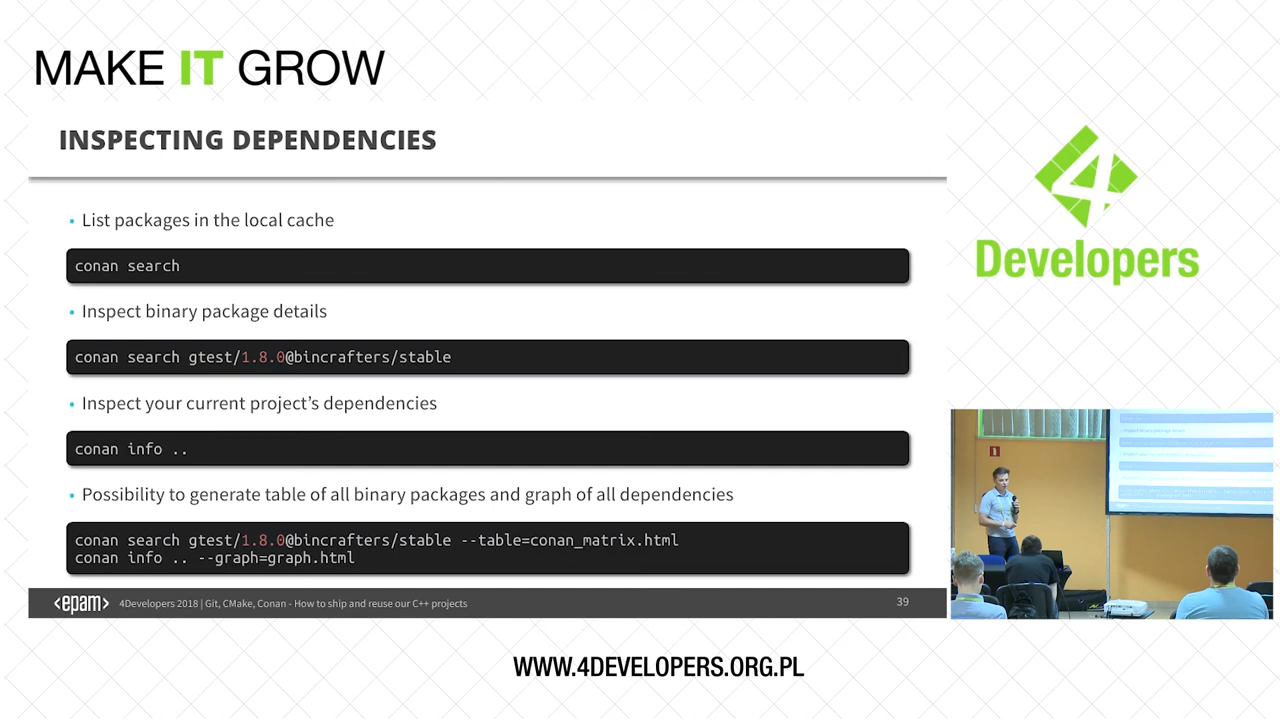 MAKE IT GROW
INSPECTING DEPENDENCIES
• List packages in the local cache
conan search
• Inspect binary package details
conan search gtest/1.8.0@bincrafters/stable
• Inspect your current project’s dependencies
conan info ..
• Possibility to generate table of all binary packages and graph of all dependencies
conan search gtest/1.8.0@bincrafters/stable --table=conan_matrix.html
conan info .. --graph=graph.html
<epam> 4Developers 2018 | Git, CMake, Conan - How to ship and reuse our C++ projects 39
4
Developers
WWW.4DEVELOPERS.ORG.PL